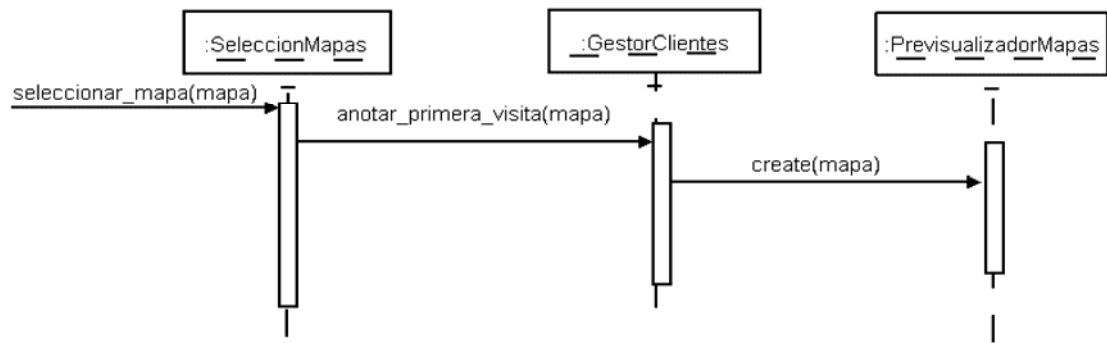 :SeleccionMapas
:GestorClientes
:PrevisualizadorMapas
seleccionar_mapa(mapa)
anotar_primera_visita(mapa)
create(mapa)